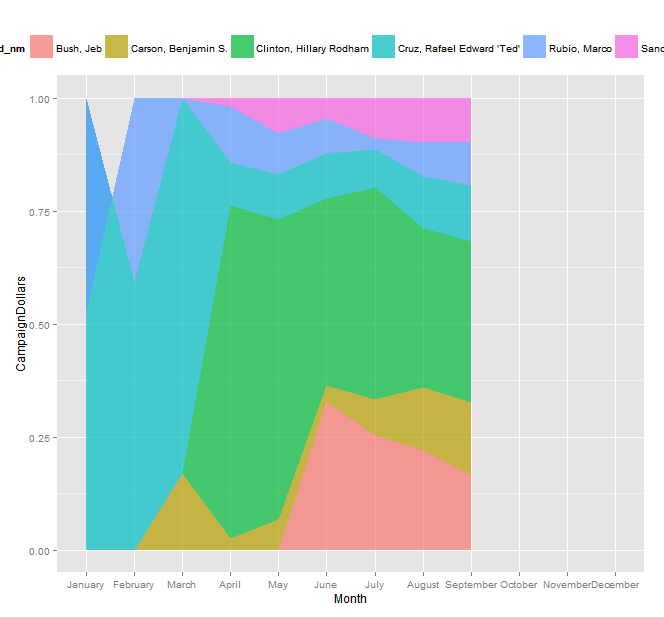 d_nm Bush, Jeb Carson, Benjamin S. Clinton, Hillary Rodham Cruz, Rafael Edward 'Ted' Rubio, Marco Sanc
1.00
0.75
0.50
0.25
0.00
CampaignDollars
January February March April May June July August September October November December
Month